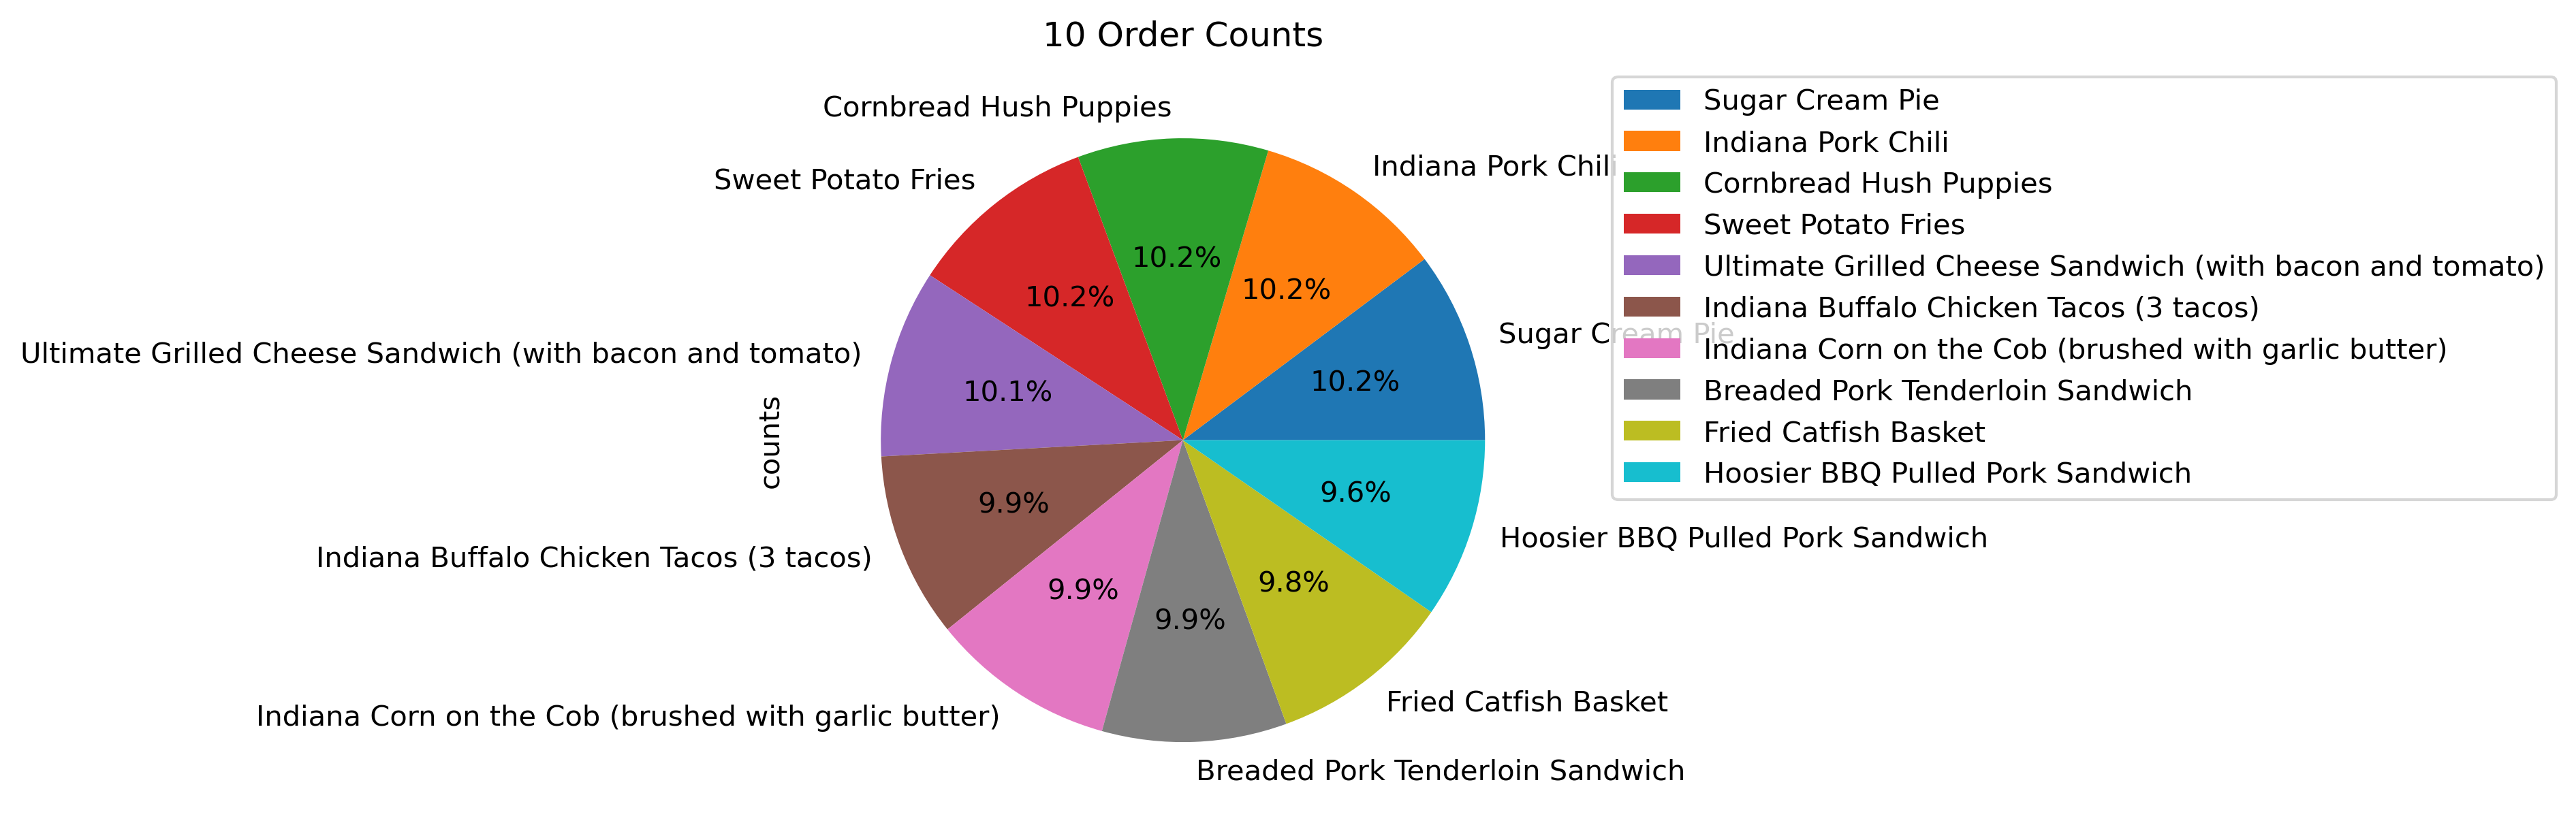 10 Order Counts
Cornbread Hush Puppies
Indiana Pork Chili
Sweet Potato Fries
Sugar Cream Pie
Ultimate Grilled Cheese Sandwich (with bacon and tomato)
counts
Indiana Buffalo Chicken Tacos (3 tacos)
Hoosier BBQ Pulled Pork Sandwich
Indiana Corn on the Cob (brushed with garlic butter)
Fried Catfish Basket
Breaded Pork Tenderloin Sandwich
10.2%
10.2%
10.2%
10.2%
10.1%
9.9%
9.9%
9.9%
9.8%
9.6%
Sugar Cream Pie
Indiana Pork Chili
Cornbread Hush Puppies
Sweet Potato Fries
Ultimate Grilled Cheese Sandwich (with bacon and tomato)
Indiana Buffalo Chicken Tacos (3 tacos)
Indiana Corn on the Cob (brushed with garlic butter)
Breaded Pork Tenderloin Sandwich
Fried Catfish Basket
Hoosier BBQ Pulled Pork Sandwich